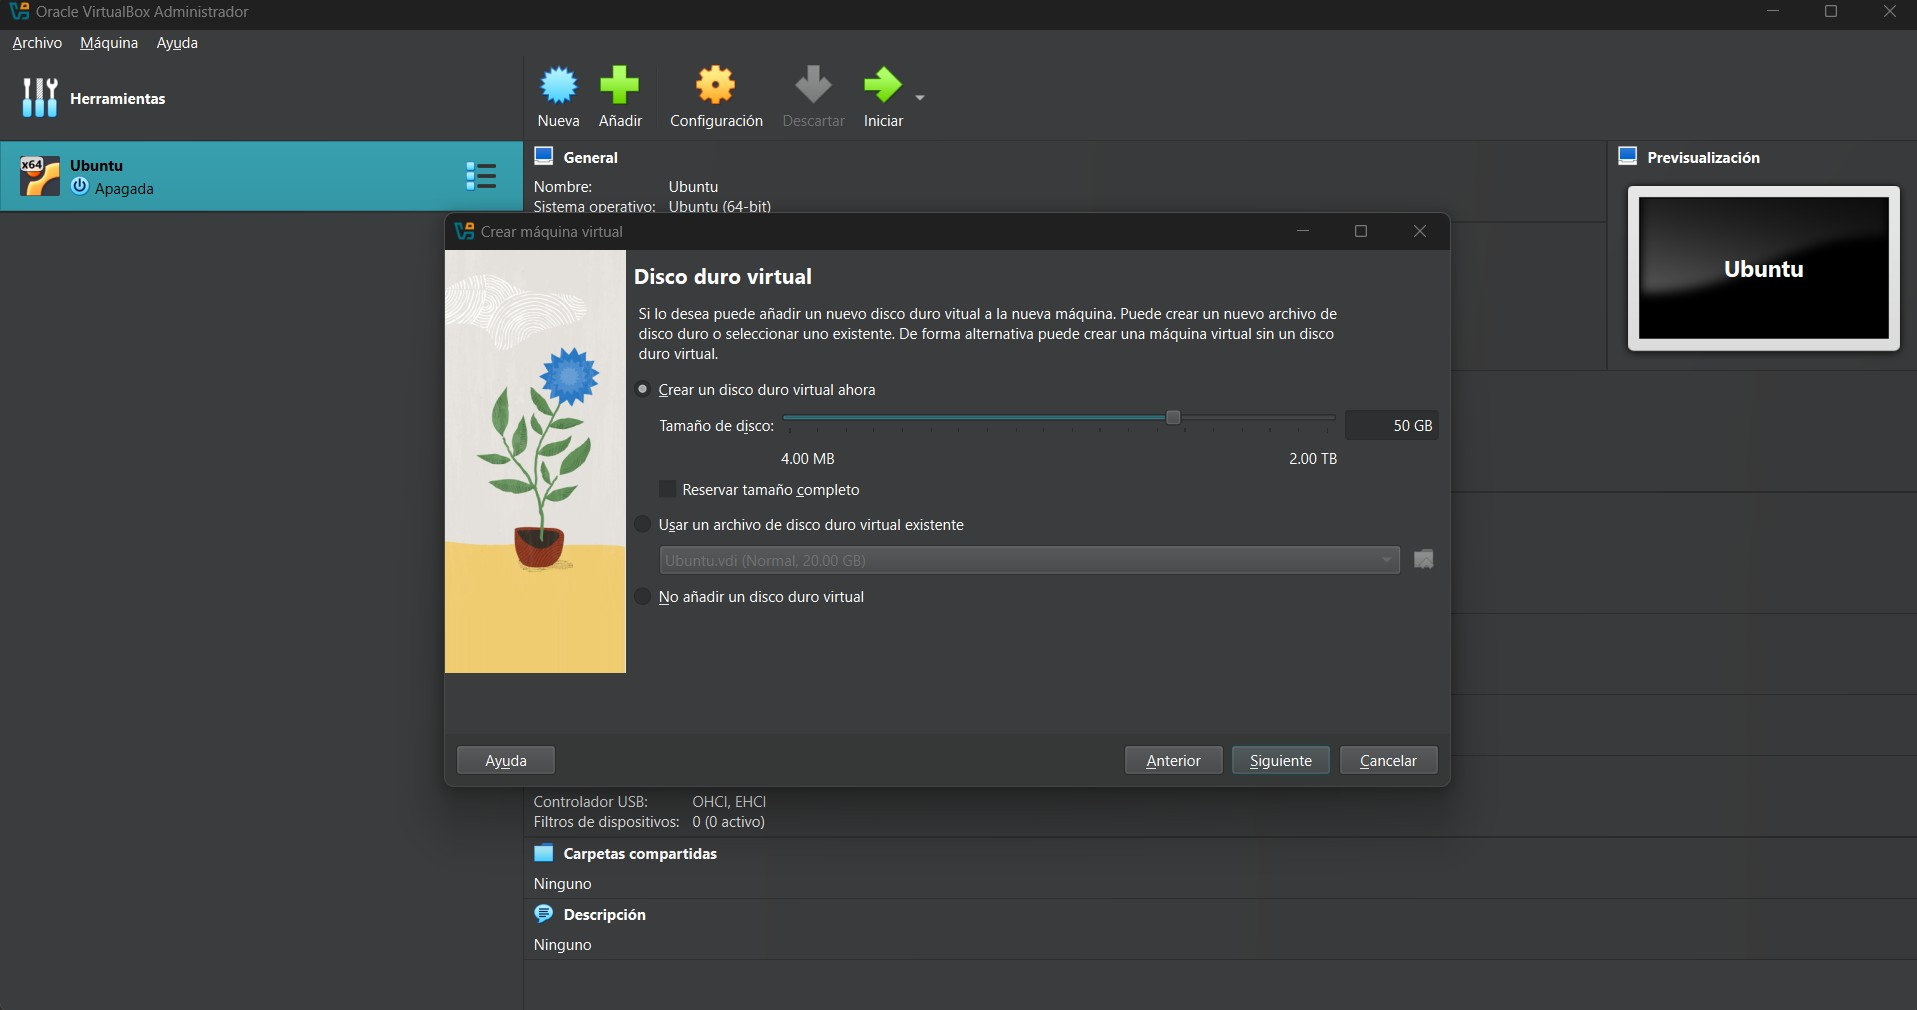 Oracle VirtualBox Administrador
Archivo Máquina Ayuda
Herramientas
Nueva Añadir Configuración Descartar Iniciar
x64
Ubuntu
Apagada
General
Nombre: Ubuntu
Sistema operativo: Ubuntu (64-bit)
Previsualización
Ubuntu
Crear máquina virtual
Disco duro virtual
Si lo desea puede añadir un nuevo disco duro vitual a la nueva máquina. Puede crear un nuevo archivo de
disco duro o seleccionar uno existente. De forma alternativa puede crear una máquina virtual sin un disco
duro virtual.
Crear un disco duro virtual ahora
Tamaño de disco: 50 GB
4.00 MB 2.00 TB
Reservar tamaño completo
Usar un archivo de disco duro virtual existente
Ubuntu.vdi (Normal, 20.00 GB)
No añadir un disco duro virtual
Ayuda Anterior Siguiente Cancelar
Controlador USB: OHCI, EHCI
Filtros de dispositivos: 0 (0 activo)
Carpetas compartidas
Ninguno
Descripción
Ninguno